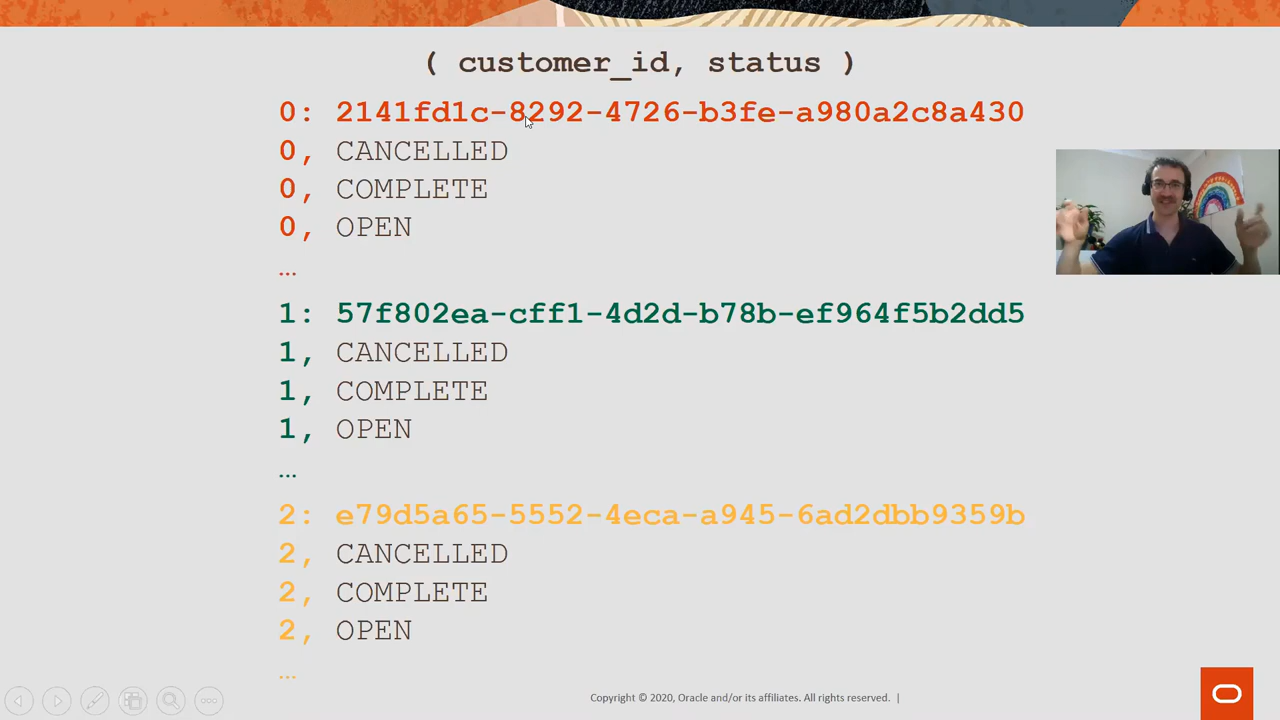 ( customer_id, status )
0: 2141fd1c-8292-4726-b3fe-a980a2c8a430
0, CANCELLED
0, COMPLETE
0, OPEN
…
1: 57f802ea-cff1-4d2d-b78b-ef964f5b2dd5
1, CANCELLED
1, COMPLETE
1, OPEN
…
2: e79d5a65-5552-4eca-a945-6ad2dbb9359b
2, CANCELLED
2, COMPLETE
2, OPEN
…
Copyright © 2020, Oracle and/or its affiliates. All rights reserved. |